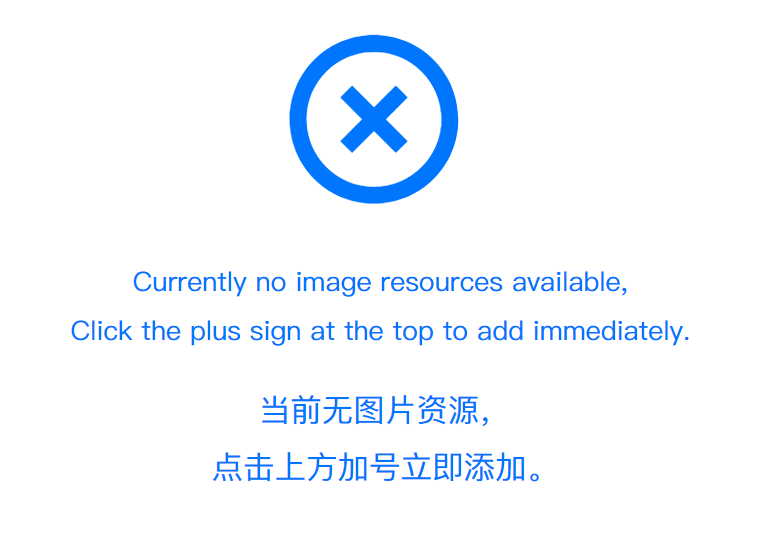 Currently no image resources available,
Click the plus sign at the top to add immediately.
当前无图片资源，
点击上方加号立即添加。